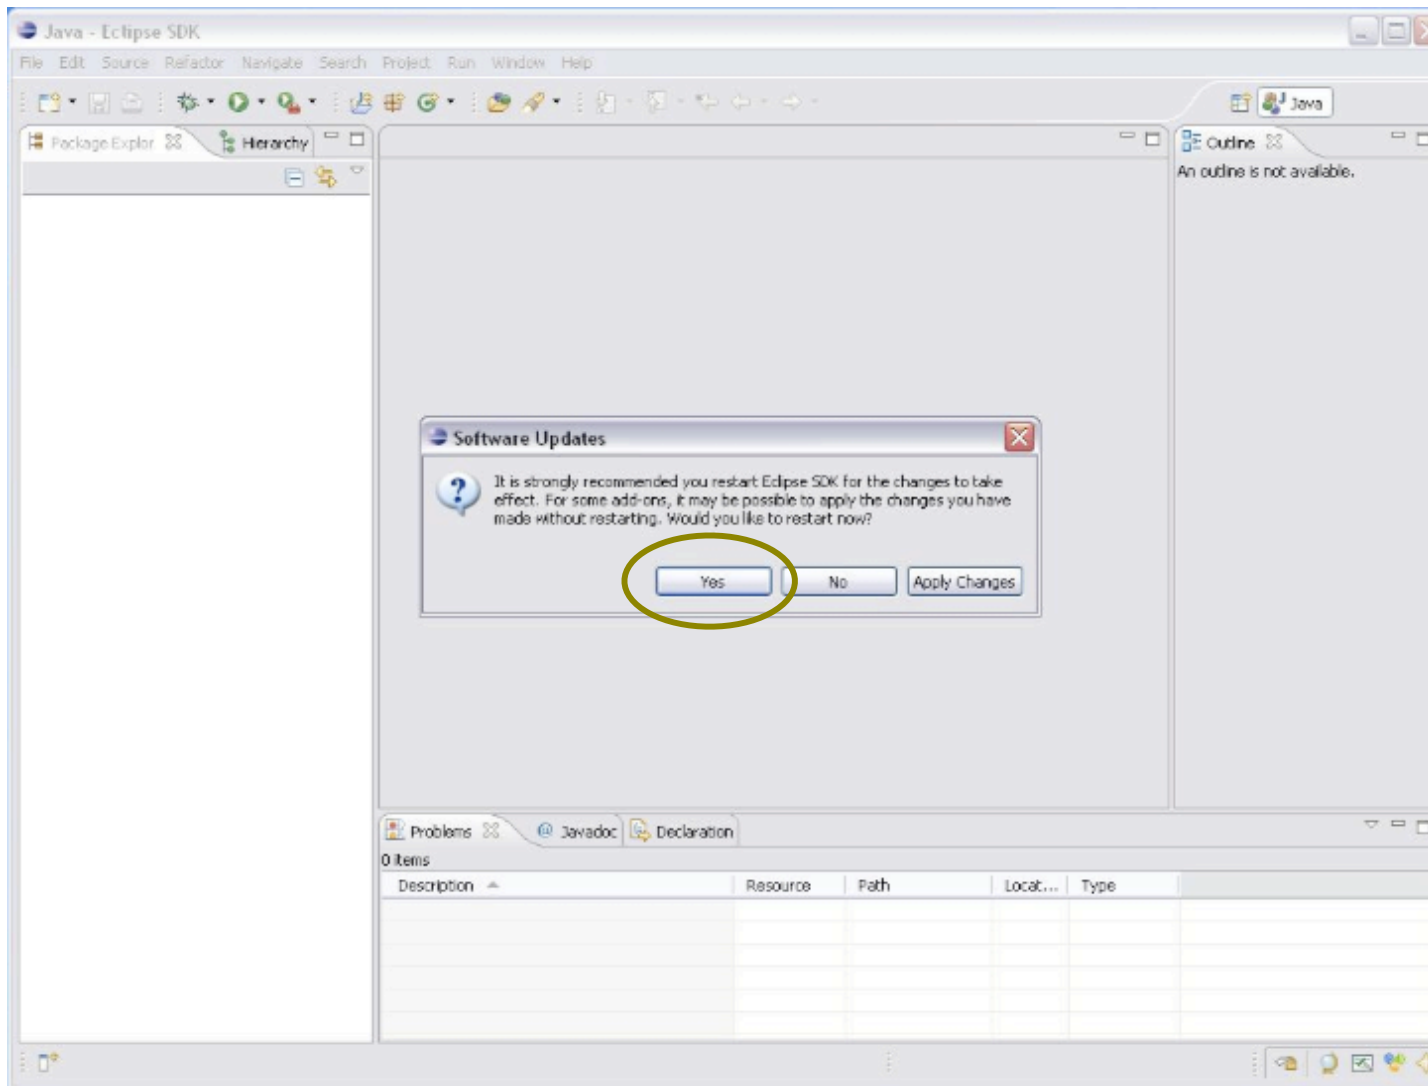 Java - Eclipse SDK
File Edit Source Refactor Navigate Search Project Run Window Help
Java
Package Explor
Hierarchy
Outline
An outline is not available.
Software Updates
It is strongly recommended you restart Eclipse SDK for the changes to take
effect. For some add-ons, it may be possible to apply the changes you have
made without restarting. Would you like to restart now?
Yes No Apply Changes
Problems Javadoc Declaration
0 items
Description Resource Path Locat... Type